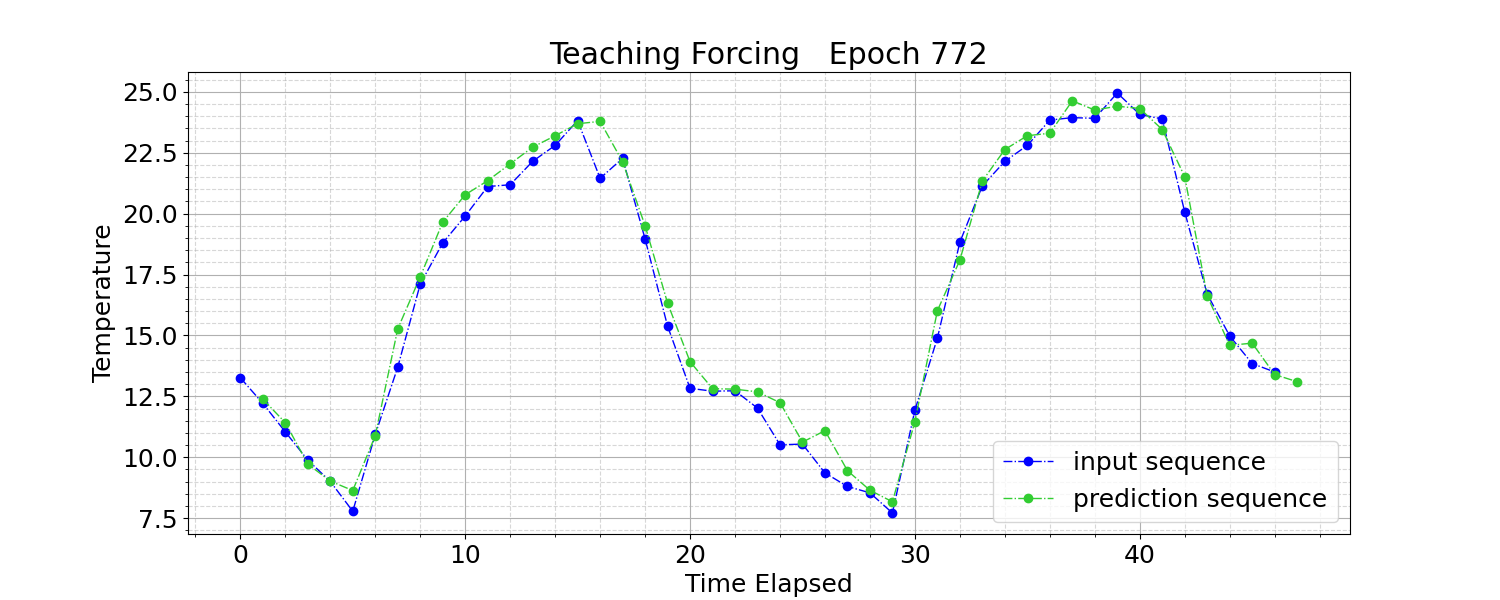 Teaching Forcing   Epoch 772
25.0
22.5
20.0
17.5
15.0
12.5
10.0
7.5
Temperature
0 10 20 30 40
Time Elapsed
input sequence
prediction sequence